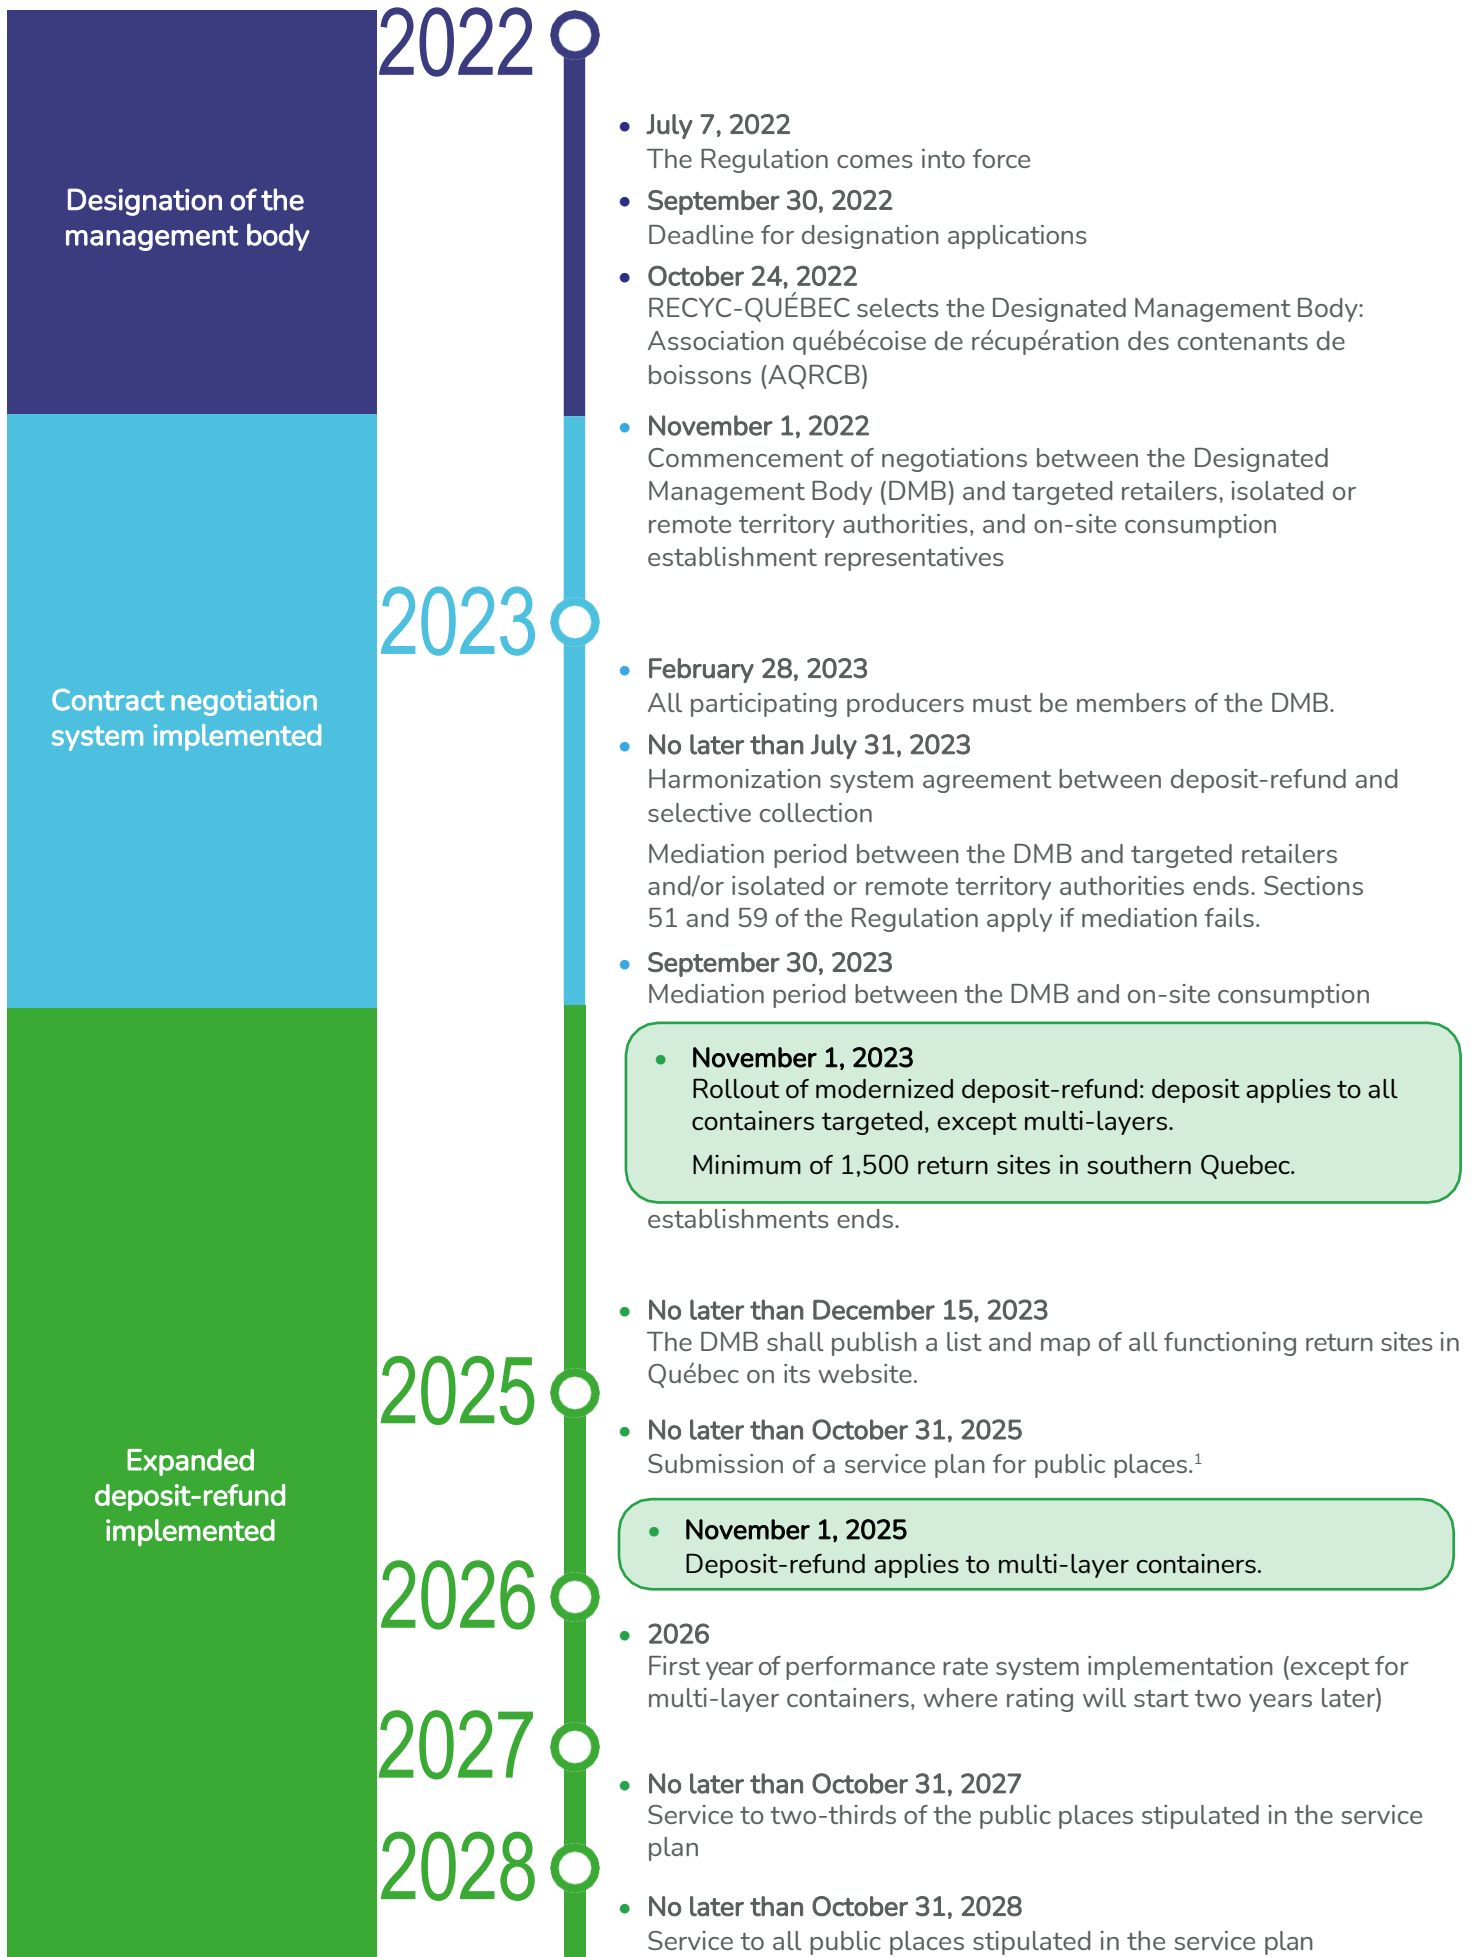 2022
Designation of the
management body
• July 7, 2022
The Regulation comes into force
• September 30, 2022
Deadline for designation applications
• October 24, 2022
RECYC-QUÉBEC selects the Designated Management Body:
Association québécoise de récupération des contenants de
boissons (AQRCB)
Contract negotiation
system implemented
• November 1, 2022
Commencement of negotiations between the Designated
Management Body (DMB) and targeted retailers, isolated or
remote territory authorities, and on-site consumption
establishment representatives
2023
• February 28, 2023
All participating producers must be members of the DMB.
• No later than July 31, 2023
Harmonization system agreement between deposit-refund and
selective collection
Mediation period between the DMB and targeted retailers
and/or isolated or remote territory authorities ends. Sections
51 and 59 of the Regulation apply if mediation fails.
• September 30, 2023
Mediation period between the DMB and on-site consumption
• November 1, 2023
Rollout of modernized deposit-refund: deposit applies to all
containers targeted, except multi-layers.
Minimum of 1,500 return sites in southern Quebec.
establishments ends.
Expanded
deposit-refund
implemented
• No later than December 15, 2023
The DMB shall publish a list and map of all functioning return sites in
Québec on its website.
2025
• No later than October 31, 2025
Submission of a service plan for public places.1
• November 1, 2025
Deposit-refund applies to multi-layer containers.
2026
• 2026
First year of performance rate system implementation (except for
multi-layer containers, where rating will start two years later)
2027
• No later than October 31, 2027
Service to two-thirds of the public places stipulated in the service
plan
2028
• No later than October 31, 2028
Service to all public places stipulated in the service plan